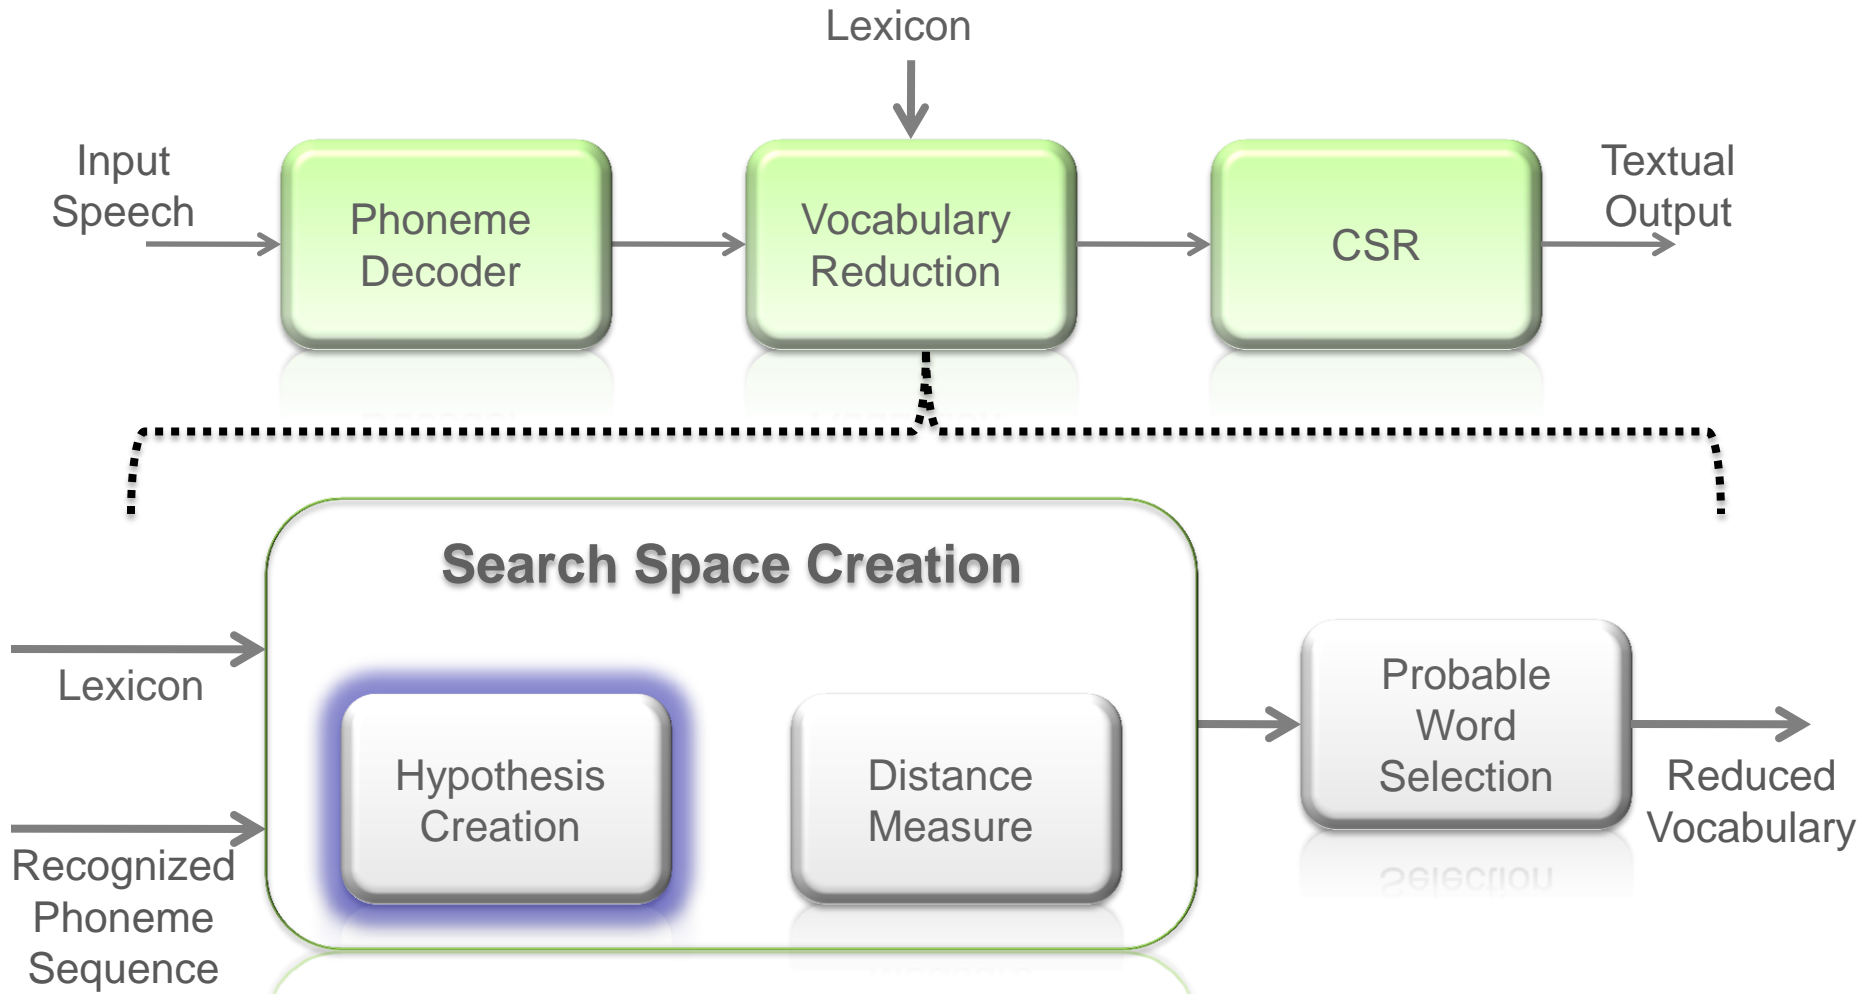 Lexicon
Input
Speech
Phoneme
Decoder
Vocabulary
Reduction
CSR
Textual
Output
Search Space Creation
Lexicon
Recognized
Phoneme
Sequence
Hypothesis
Creation
Distance
Measure
Probable
Word
Selection
Reduced
Vocabulary